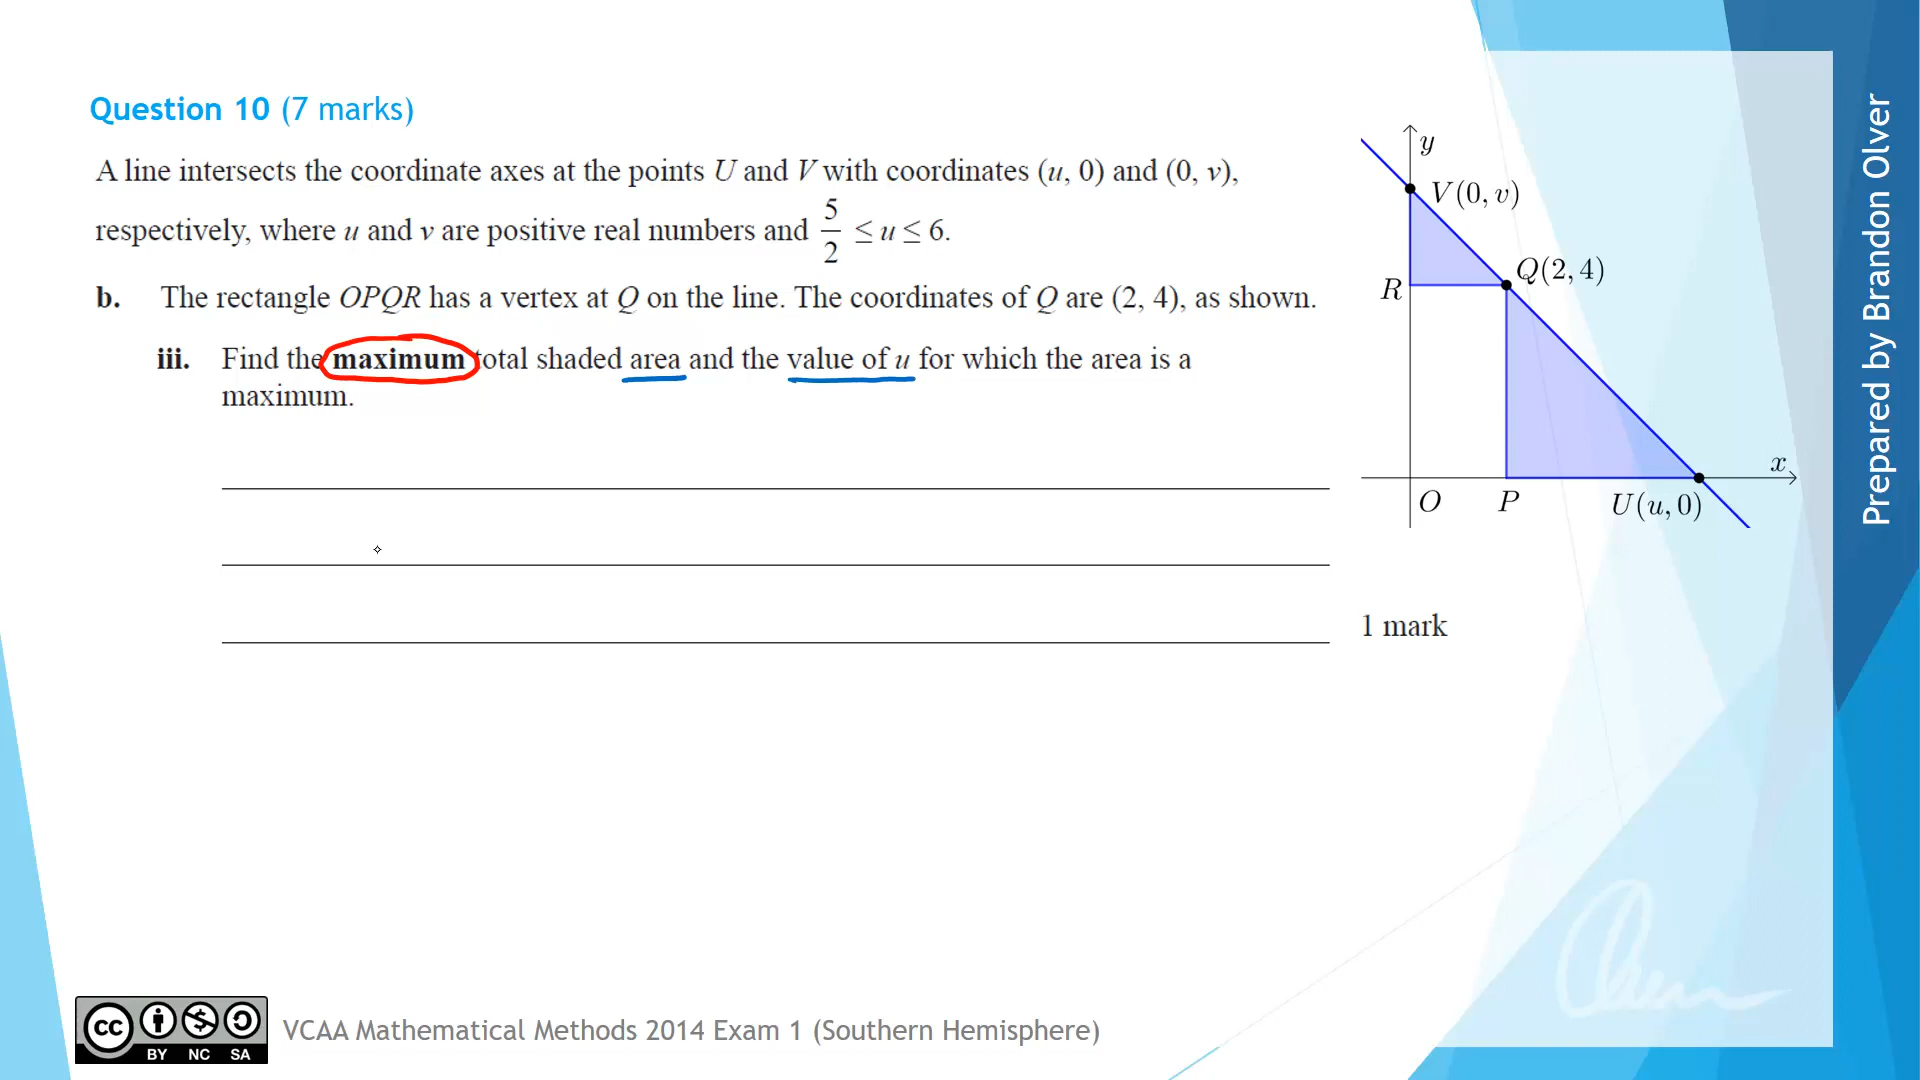 Question 10 (7 marks)
A line intersects the coordinate axes at the points U and V with coordinates (u, 0) and (0, v),
respectively, where u and v are positive real numbers and 5/2 ≤ u ≤ 6.
b. The rectangle OPQR has a vertex at Q on the line. The coordinates of Q are (2, 4), as shown.
iii. Find the maximum total shaded area and the value of u for which the area is a
maximum.
1 mark
y
V(0, v)
Q(2, 4)
R
x
O
P
U(u, 0)
Prepared by Brandon Olver
cc
BY NC SA
VCAA Mathematical Methods 2014 Exam 1 (Southern Hemisphere)